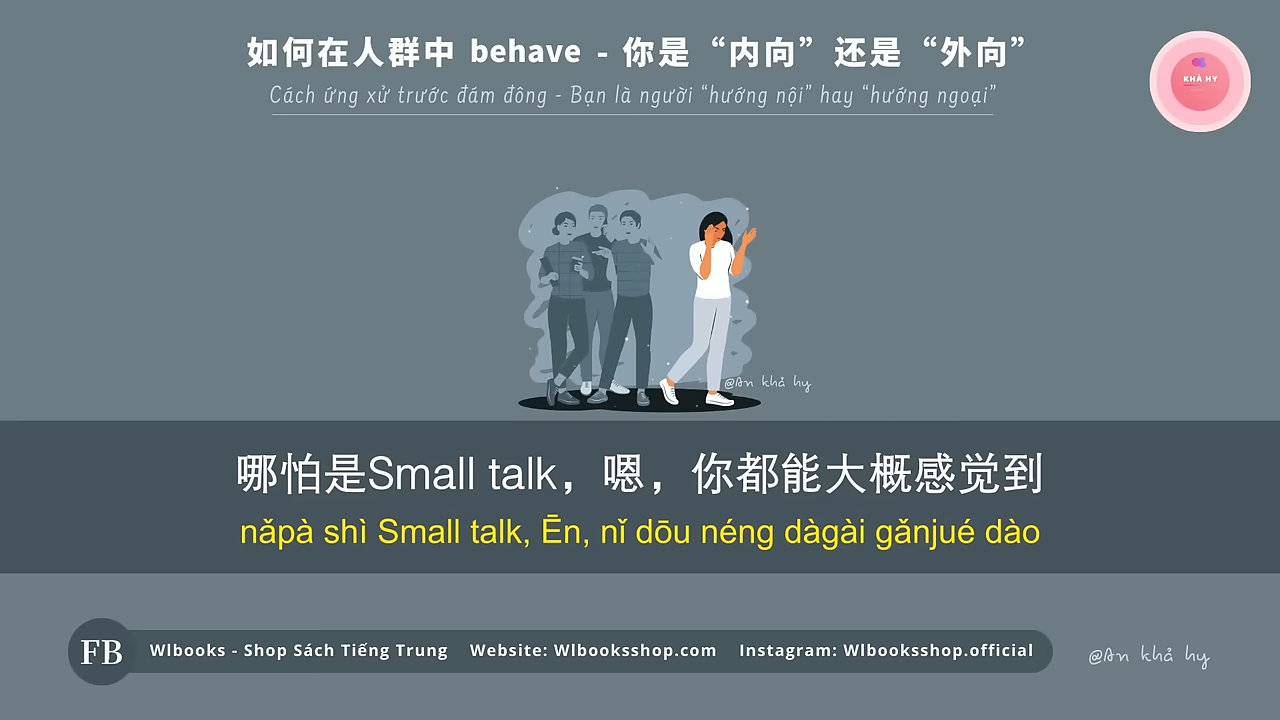 如何在人群中 behave - 你是“内向”还是“外向”
Cách ứng xử trước đám đông - Bạn là người “hướng nội” hay “hướng ngoại”
KHẢ HY
@An khả hy
哪怕是Small talk，嗯，你都能大概感觉到
nǎpà shì Small talk, Ēn, nǐ dōu néng dàgài gǎnjué dào
FB Wlbooks - Shop Sách Tiếng Trung Website: Wlbooksshop.com Instagram: Wlbooksshop.official
@An khả hy